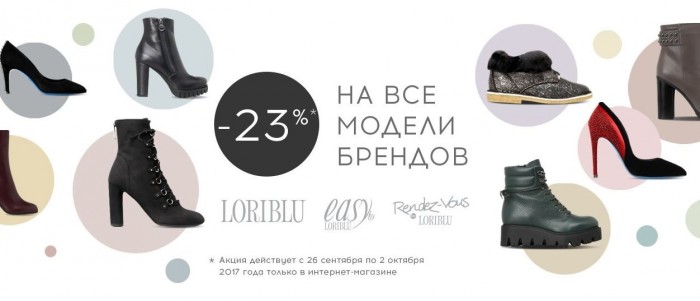 -23%*
НА ВСЕ
МОДЕЛИ
БРЕНДОВ
LORIBLU
easy
LORIBLU
Rendez-Vous
LORIBLU
* Акция действует с 26 сентября по 2 октября
2017 года только в интернет-магазине